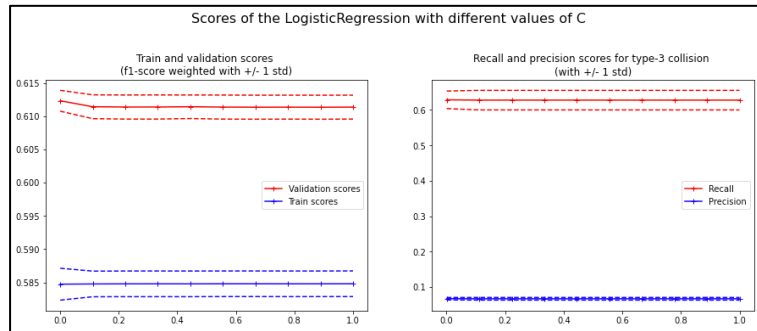 Scores of the LogisticRegression with different values of C
Train and validation scores
(f1-score weighted with +/- 1 std)
0.615
0.610
0.605
0.600
0.595
0.590
0.585
Validation scores
Train scores
0.0
0.2
0.4
0.6
0.8
1.0
Recall and precision scores for type-3 collision
(with +/- 1 std)
0.6
0.5
0.4
0.3
0.2
0.1
Recall
Precision
0.0
0.2
0.4
0.6
0.8
1.0